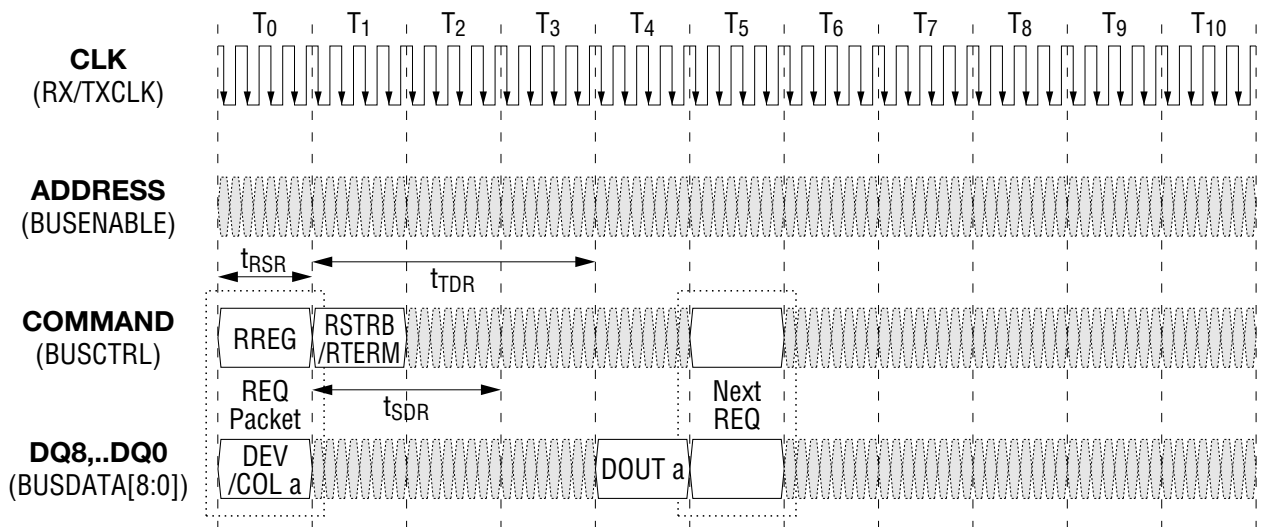 T0 T1 T2 T3 T4 T5 T6 T7 T8 T9 T10
CLK
(RX/TXCLK)
ADDRESS
(BUSENABLE)
tRSR
tTDR
COMMAND
(BUSCTRL)
RREG
RSTRB
/RTERM
REQ
Packet
tSDR
Next
REQ
DQ8,..DQ0
(BUSDATA[8:0])
DEV
/COL a
DOUT a